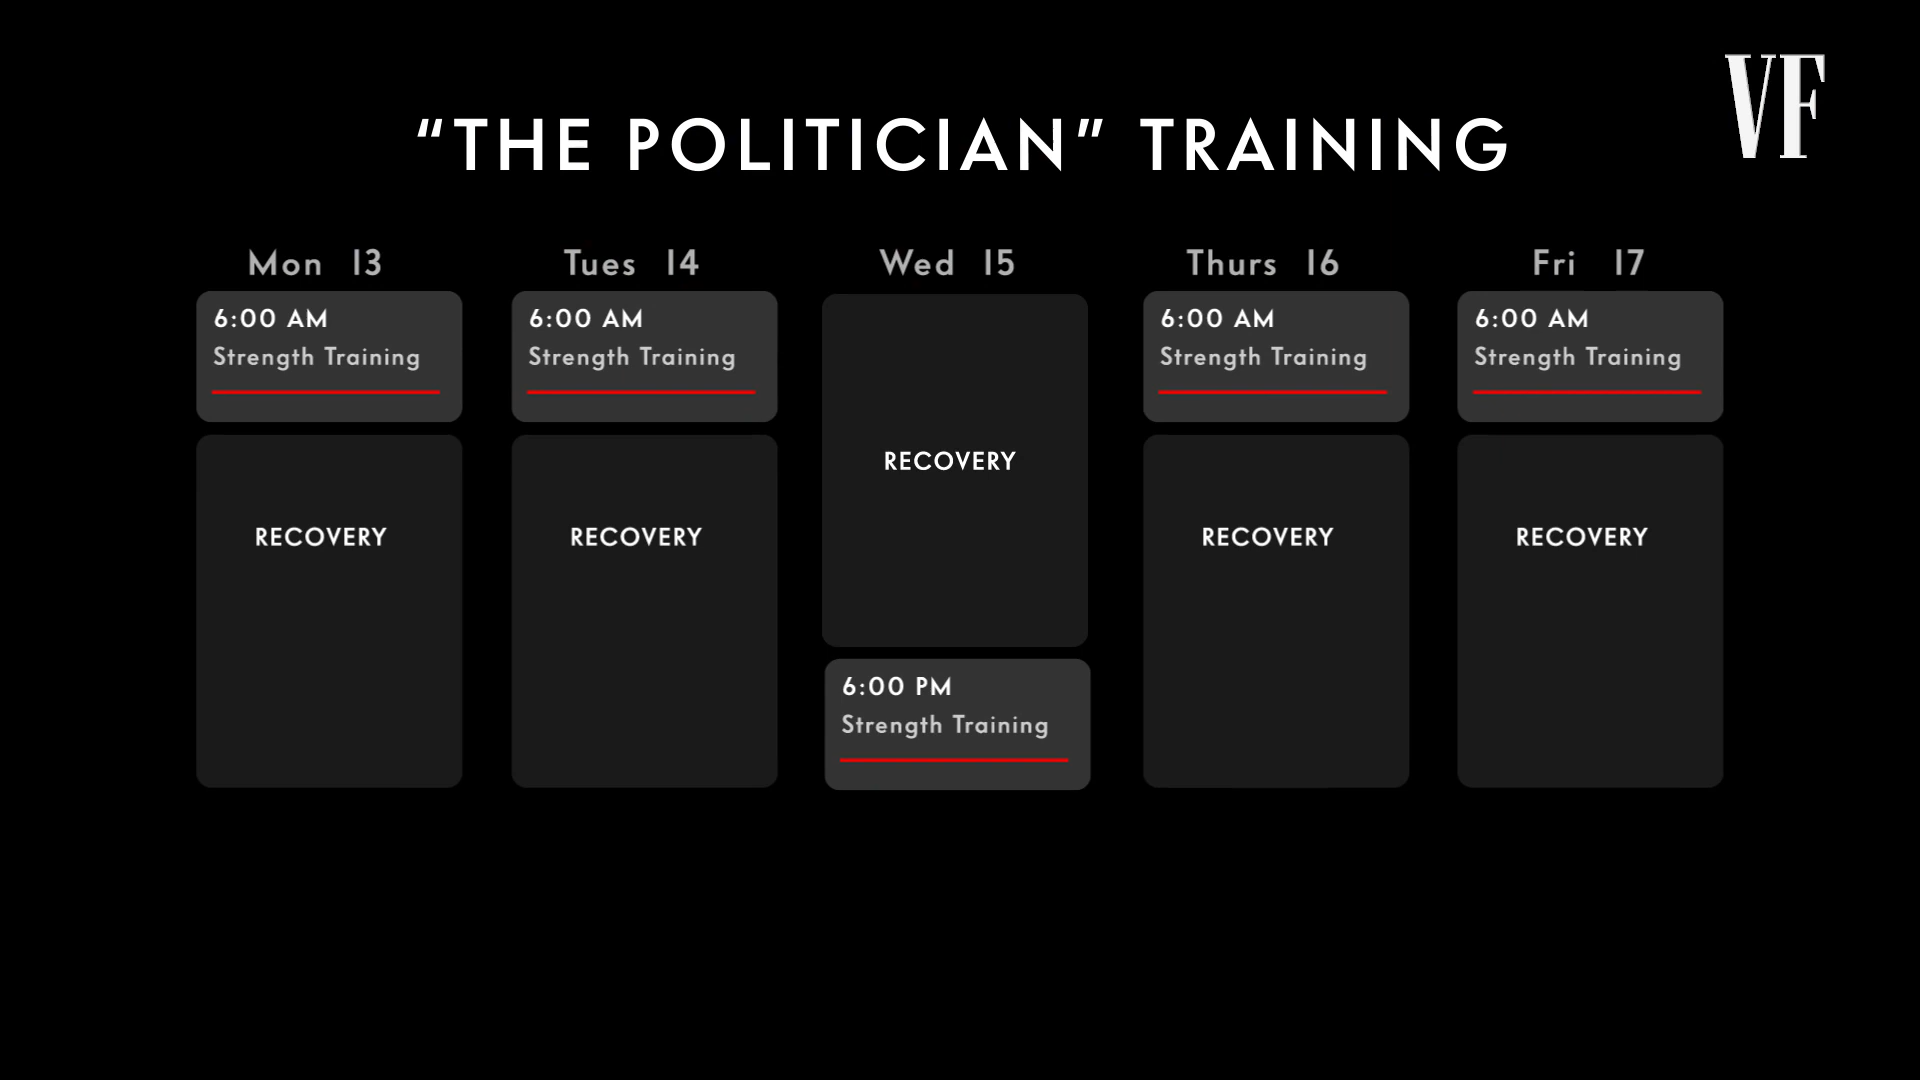 VF
“THE POLITICIAN” TRAINING
Mon 13
6:00 AM
Strength Training
RECOVERY
Tues 14
6:00 AM
Strength Training
RECOVERY
Wed 15
RECOVERY
6:00 PM
Strength Training
Thurs 16
6:00 AM
Strength Training
RECOVERY
Fri 17
6:00 AM
Strength Training
RECOVERY